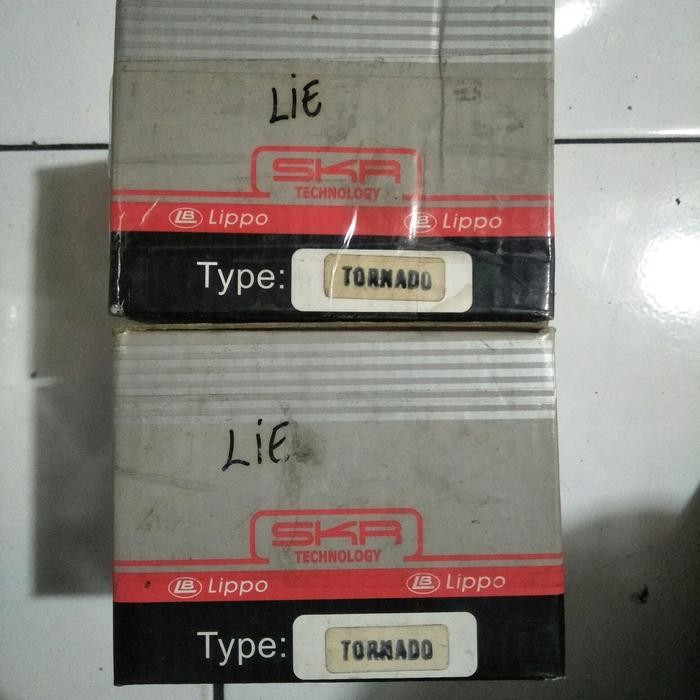 LiE
SKR
TECHNOLOGY
LB Lippo LB Lippo
Type: TORNADO
LiE
SKR
TECHNOLOGY
LB Lippo LB Lippo
Type: TORNADO